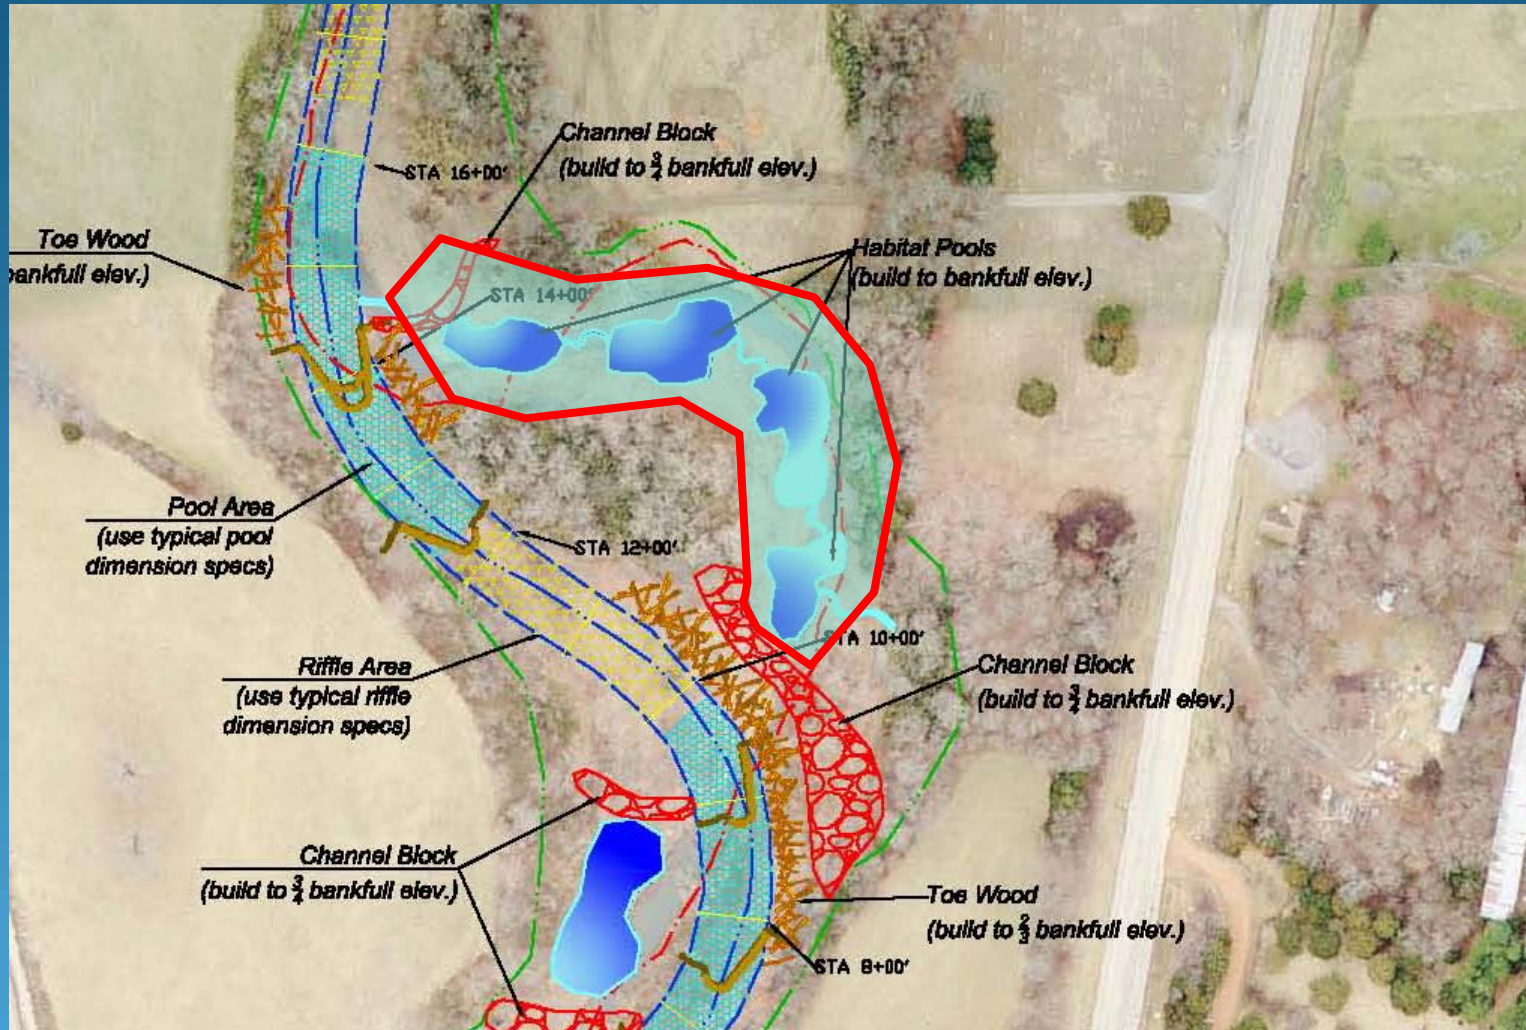 Channel Block
(build to ¾ bankfull elev.)
STA 16+00'
Toe Wood
bankfull elev.)
Habitat Pools
(build to bankfull elev.)
STA 14+00'
Pool Area
(use typical pool
dimension specs)
STA 12+00'
Riffle Area
(use typical riffle
dimension specs)
STA 10+00'
Channel Block
(build to ¾ bankfull elev.)
Channel Block
(build to ¾ bankfull elev.)
Toe Wood
(build to ⅔ bankfull elev.)
STA 8+00'